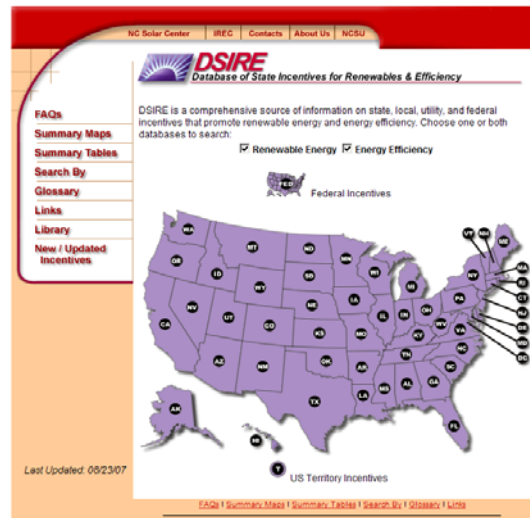 NC Solar Center | IREC | Contacts | About Us | NCSU
DSIRE
Database of State Incentives for Renewables & Efficiency
FAQs
Summary Maps
Summary Tables
Search By
Glossary
Links
Library
New / Updated
Incentives
DSIRE is a comprehensive source of information on state, local, utility, and federal
incentives that promote renewable energy and energy efficiency. Choose one or both
databases to search:
Renewable Energy Energy Efficiency
FED
Federal Incentives
WA
MT
ND
MN
VT
NH
ME
OR
ID
SD
WI
MI
NY
MA
RI
WY
NE
IA
PA
CT
NJ
NV
UT
CO
IL
IN
OH
DE
MD
DC
CA
KS
MO
KY
WV
VA
NC
AZ
NM
OK
AR
TN
SC
TX
LA
MS
AL
GA
FL
AK
HI
T
US Territory Incentives
Last Updated: 06/23/07
FAQs | Summary Maps | Summary Tables | Search By | Glossary | Links